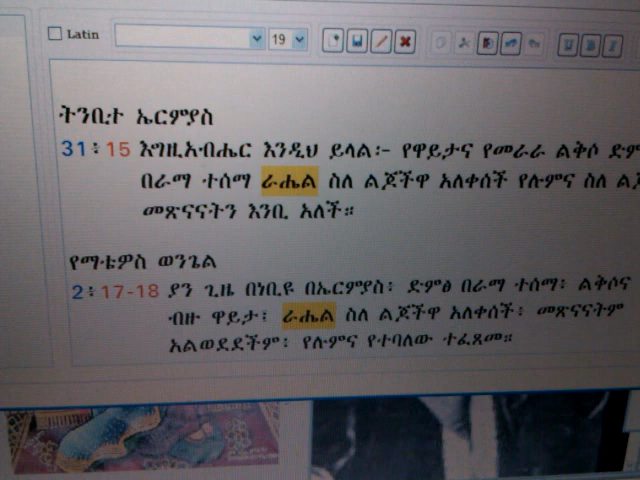 Latin 19
ትንቢተ ኤርምያስ
31፥15 እግዚአብሔር እንዲህ ይላል፡- የዋይታና የመራራ ልቅሶ ድም
በራማ ተሰማ ራሔል ስለ ልጆችዋ አለቀሰች የሉምና ስለ
መጽናናትን እንቢ አለች።
የማቴዎስ ወንጌል
2፥17-18 ያን ጊዜ በነቢዩ በኤርምያስ፤ ድምፅ በራማ ተሰማ፤ ልቅሶና
ብዙ ዋይታ፤ ራሔል ስለ ልጆችዋ አለቀሰች፤ መጽናናትም
አልወደደችም፤ የሉምና የተባለው ተፈጸመ።